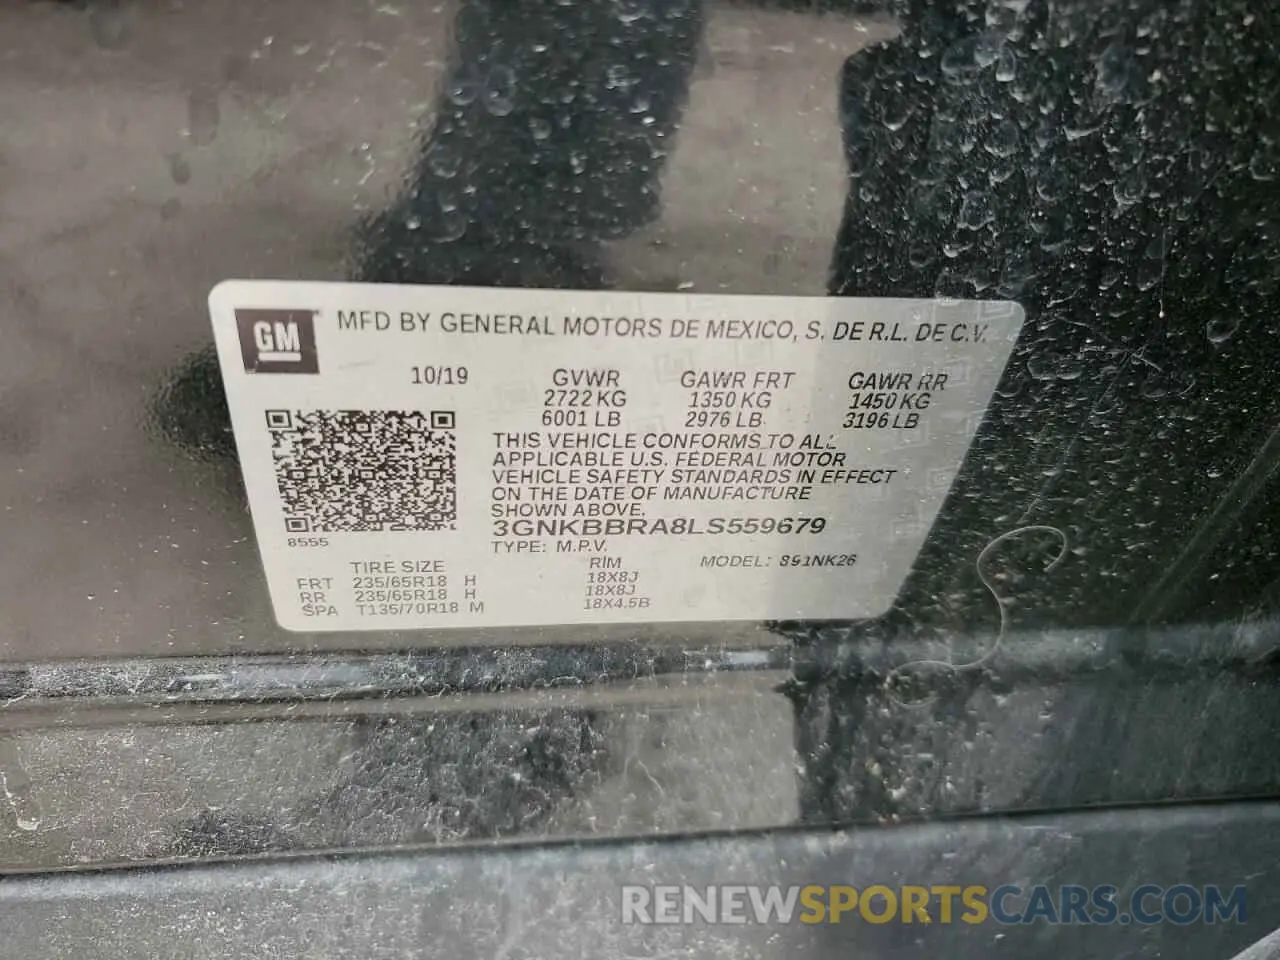 GM
MFD BY GENERAL MOTORS DE MEXICO, S. DE R.L. DE C.V.
10/19 GVWR GAWR FRT GAWR RR
2722 KG 1350 KG 1450 KG
6001 LB 2976 LB 3196 LB
THIS VEHICLE CONFORMS TO ALL
APPLICABLE U.S. FEDERAL MOTOR
VEHICLE SAFETY STANDARDS IN EFFECT
ON THE DATE OF MANUFACTURE
SHOWN ABOVE.
3GNKBBRA8LS559679
8555
TYPE: M.P.V. MODEL: 891NK26
TIRE SIZE RIM
FRT 235/65R18 H 18X8J
RR 235/65R18 H 18X8J
SPA T135/70R18 M 18X4.5B
RENEWSPORTSCARS.COM